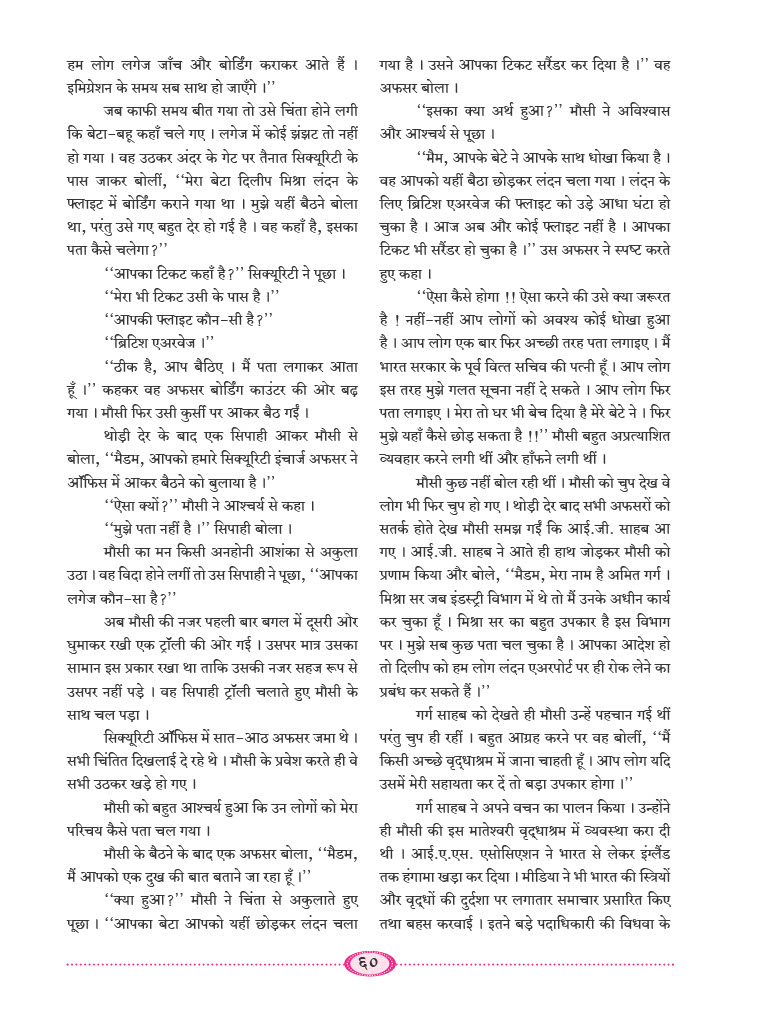 हम लोग लगेज जाँच और बोर्डिंग कराकर आते हैं ।
इमिग्रेशन के समय सब साथ हो जाएँगे ।’’
जब काफी समय बीत गया तो उसे चिंता होने लगी
कि बेटा-बहू कहाँ चले गए । लगेज में कोई झंझट तो नहीं
हो गया । वह उठकर अंदर के गेट पर तैनात सिक्यूरिटी के
पास जाकर बोलीं, ‘‘मेरा बेटा दिलीप मिश्रा लंदन के
फ्लाइट में बोर्डिंग कराने गया था । मुझे यहीं बैठने बोला
था, परंतु उसे गए बहुत देर हो गई है । वह कहाँ है, इसका
पता कैसे चलेगा?’’
‘‘आपका टिकट कहाँ है?’’ सिक्यूरिटी ने पूछा ।
‘‘मेरा भी टिकट उसी के पास है ।’’
‘‘आपकी फ्लाइट कौन-सी है?’’
‘‘ब्रिटिश एअरवेज ।’’
‘‘ठीक है, आप बैठिए । मैं पता लगाकर आता
हूँ ।’’ कहकर वह अफसर बोर्डिंग काउंटर की ओर बढ़
गया । मौसी फिर उसी कुर्सी पर आकर बैठ गईं ।
थोड़ी देर के बाद एक सिपाही आकर मौसी से
बोला, ‘‘मैडम, आपको हमारे सिक्यूरिटी इंचार्ज अफसर ने
ऑफिस में आकर बैठने को बुलाया है ।’’
‘‘ऐसा क्यों?’’ मौसी ने आश्चर्य से कहा ।
‘‘मुझे पता नहीं है ।’’ सिपाही बोला ।
मौसी का मन किसी अनहोनी आशंका से अकुला
उठा । वह विदा होने लगीं तो उस सिपाही ने पूछा, ‘‘आपका
लगेज कौन-सा है?’’
अब मौसी की नजर पहली बार बगल में दूसरी ओर
घुमाकर रखी एक ट्रॉली की ओर गई । उसपर मात्र उसका
सामान इस प्रकार रखा था ताकि उसकी नजर सहज रूप से
उसपर नहीं पड़े । वह सिपाही ट्रॉली चलाते हुए मौसी के
साथ चल पड़ा ।
सिक्यूरिटी ऑफिस में सात-आठ अफसर जमा थे ।
सभी चिंतित दिखलाई दे रहे थे । मौसी के प्रवेश करते ही वे
सभी उठकर खड़े हो गए ।
मौसी को बहुत आश्चर्य हुआ कि उन लोगों को मेरा
परिचय कैसे पता चल गया ।
मौसी के बैठने के बाद एक अफसर बोला, ‘‘मैडम,
मैं आपको एक दुख की बात बताने जा रहा हूँ ।’’
‘‘क्या हुआ?’’ मौसी ने चिंता से अकुलाते हुए
पूछा । ‘‘आपका बेटा आपको यहीं छोड़कर लंदन चला
गया है । उसने आपका टिकट सरैंडर कर दिया है ।’’ वह
अफसर बोला ।
‘‘इसका क्या अर्थ हुआ?’’ मौसी ने अविश्वास
और आश्चर्य से पूछा ।
‘‘मैम, आपके बेटे ने आपके साथ धोखा किया है ।
वह आपको यहीं बैठा छोड़कर लंदन चला गया । लंदन के
लिए ब्रिटिश एअरवेज की फ्लाइट को उड़े आधा घंटा हो
चुका है । आज अब और कोई फ्लाइट नहीं है । आपका
टिकट भी सरैंडर हो चुका है ।’’ उस अफसर ने स्पष्ट करते
हुए कहा ।
‘‘ऐसा कैसे होगा !! ऐसा करने की उसे क्या जरूरत
है ! नहीं-नहीं आप लोगों को अवश्य कोई धोखा हुआ
है । आप लोग एक बार फिर अच्छी तरह पता लगाइए । मैं
भारत सरकार के पूर्व वित्त सचिव की पत्नी हूँ । आप लोग
इस तरह मुझे गलत सूचना नहीं दे सकते । आप लोग फिर
पता लगाइए । मेरा तो घर भी बेच दिया है मेरे बेटे ने । फिर
मुझे यहाँ कैसे छोड़ सकता है !!’’ मौसी बहुत अप्रत्याशित
व्यवहार करने लगी थीं और हाँफने लगी थीं ।
मौसी कुछ नहीं बोल रही थीं । मौसी को चुप देख वे
लोग भी फिर चुप हो गए । थोड़ी देर बाद सभी अफसरों को
सतर्क होते देख मौसी समझ गईं कि आई.जी. साहब आ
गए । आई.जी. साहब ने आते ही हाथ जोड़कर मौसी को
प्रणाम किया और बोले, ‘‘मैडम, मेरा नाम है अमित गर्ग ।
मिश्रा सर जब इंडस्ट्री विभाग में थे तो मैं उनके अधीन कार्य
कर चुका हूँ । मिश्रा सर का बहुत उपकार है इस विभाग
पर । मुझे सब कुछ पता चल चुका है । आपका आदेश हो
तो दिलीप को हम लोग लंदन एअरपोर्ट पर ही रोक लेने का
प्रबंध कर सकते हैं ।’’
गर्ग साहब को देखते ही मौसी उन्हें पहचान गई थीं
परंतु चुप ही रहीं । बहुत आग्रह करने पर वह बोलीं, ‘‘मैं
किसी अच्छे वृद्धाश्रम में जाना चाहती हूँ । आप लोग यदि
उसमें मेरी सहायता कर दें तो बड़ा उपकार होगा ।’’
गर्ग साहब ने अपने वचन का पालन किया । उन्होंने
ही मौसी की इस मातेश्वरी वृद्धाश्रम में व्यवस्था करा दी
थी । आई.ए.एस. एसोसिएशन ने भारत से लेकर इंग्लैंड
तक हंगामा खड़ा कर दिया । मीडिया ने भी भारत की स्त्रियों
और वृद्धों की दुर्दशा पर लगातार समाचार प्रसारित किए
तथा बहस करवाई । इतने बड़े पदाधिकारी की विधवा के
६०